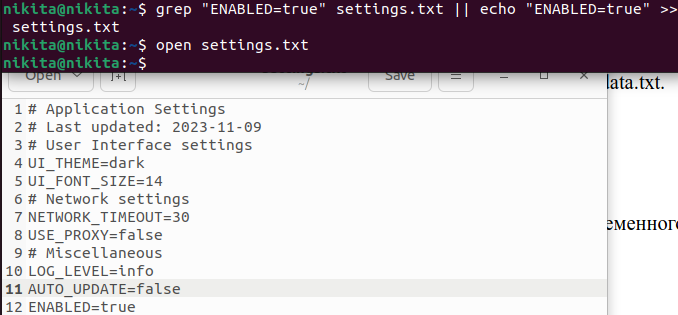 nikita@nikita:~$ grep "ENABLED=true" settings.txt || echo "ENABLED=true" >>
settings.txt
nikita@nikita:~$ open settings.txt
nikita@nikita:~$
Open
Save
~/
data.txt.
1 # Application Settings
2 # Last updated: 2023-11-09
3 # User Interface settings
4 UI_THEME=dark
5 UI_FONT_SIZE=14
6 # Network settings
7 NETWORK_TIMEOUT=30
8 USE_PROXY=false
9 # Miscellaneous
10 LOG_LEVEL=info
11 AUTO_UPDATE=false
12 ENABLED=true